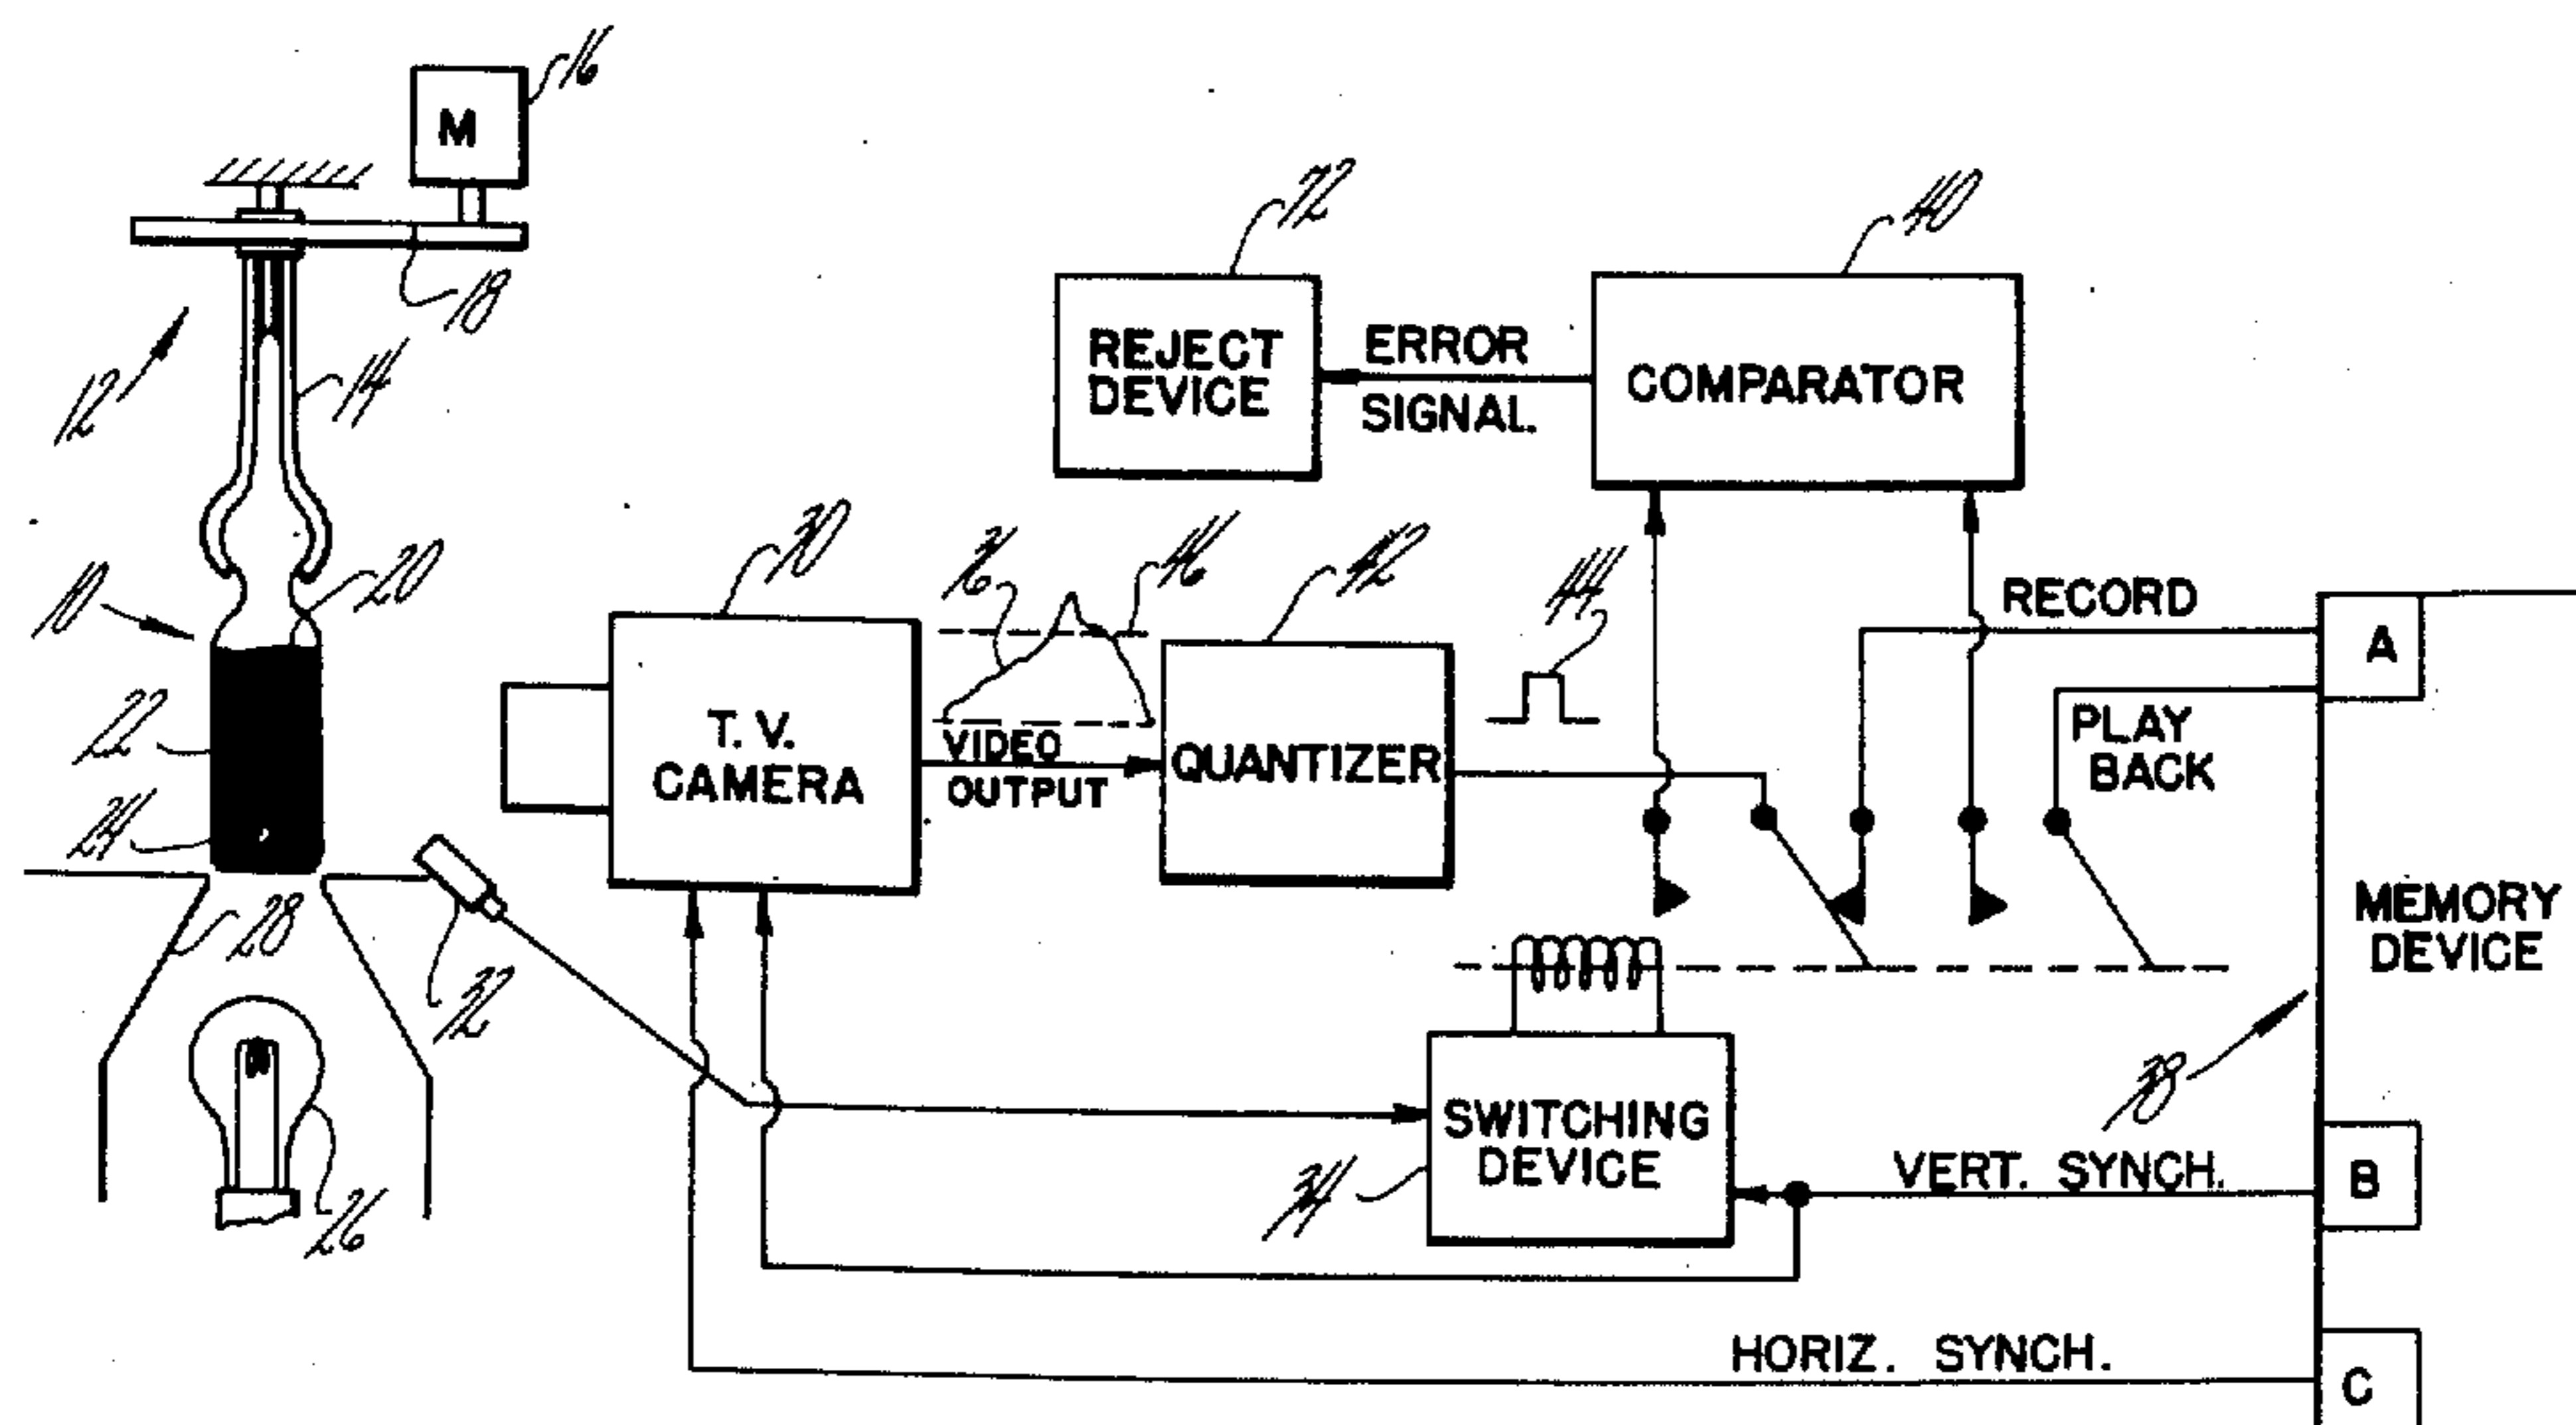 16
M
18
12
14
72
40
REJECT
DEVICE
ERROR
SIGNAL.
COMPARATOR
10
20
30
36
46
42
44
RECORD
A
22
24
T. V.
CAMERA
VIDEO
OUTPUT
QUANTIZER
PLAY
BACK
28
32
MEMORY
DEVICE
38
26
34
SWITCHING
DEVICE
VERT. SYNCH.
B
HORIZ. SYNCH.
C